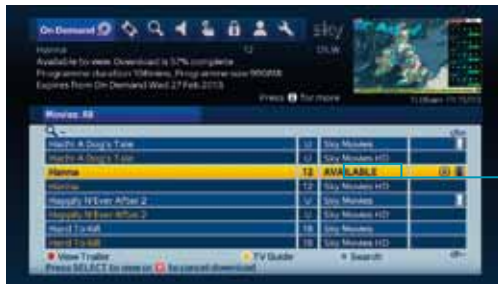 On Demand sky
Hanna 12
Available to view. Download is 57% complete
Programme duration 106mins, Programme size 990MB
Expires from On Demand Wed 27 Feb 2013
Press for more
Movies: All
Hachi: A Dog's Tale U Sky Movies
Hachi: A Dog's Tale U Sky Movies HD
Hanna 12 AVAILABLE
Hanna 12 Sky Movies HD
Happily N'Ever After 2 U Sky Movies
Happily N'Ever After 2 U Sky Movies HD
Hard To Kill 18 Sky Movies
Hard To Kill 18 Sky Movies HD
View Trailer TV Guide Search
Press SELECT to view or to cancel download